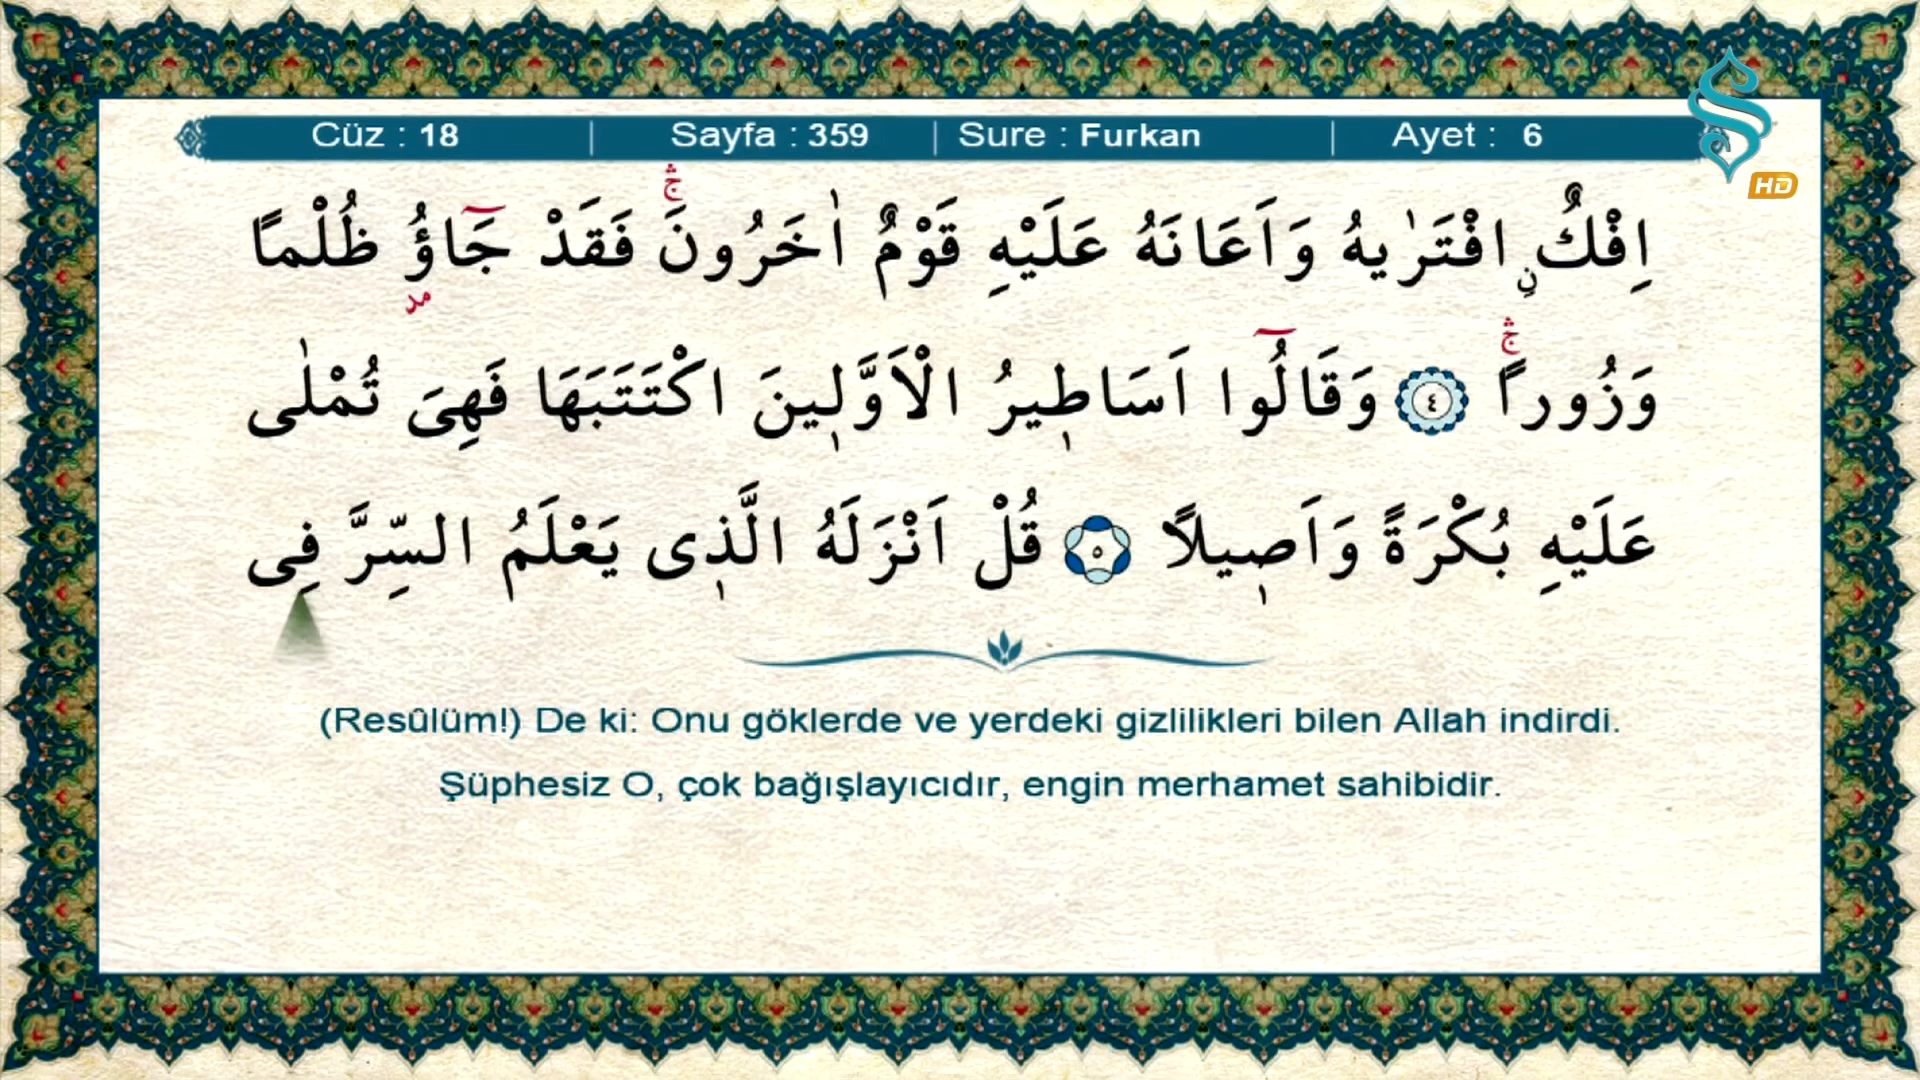 Cüz : 18 | Sayfa : 359 | Sure : Furkan | Ayet : 6
HD
اِفْكٌ ۨافْتَرٰيهُ وَاَعَانَهُ عَلَيْهِ قَوْمٌ اٰخَرُونَۚ فَقَدْ جَٓاؤُ۫ ظُلْمًا
وَزُورًاۚ ﴿٤﴾ وَقَالُٓوا اَسَاطٖيرُ الْاَوَّلٖينَ اكْتَتَبَهَا فَهِىَ تُمْلٰى
عَلَيْهِ بُكْرَةً وَاَصٖيلًا ﴿٥﴾ قُلْ اَنْزَلَهُ الَّذٖى يَعْلَمُ السِّرَّ فِى
(Resûlüm!) De ki: Onu göklerde ve yerdeki gizlilikleri bilen Allah indirdi.
Şüphesiz O, çok bağışlayıcıdır, engin merhamet sahibidir.